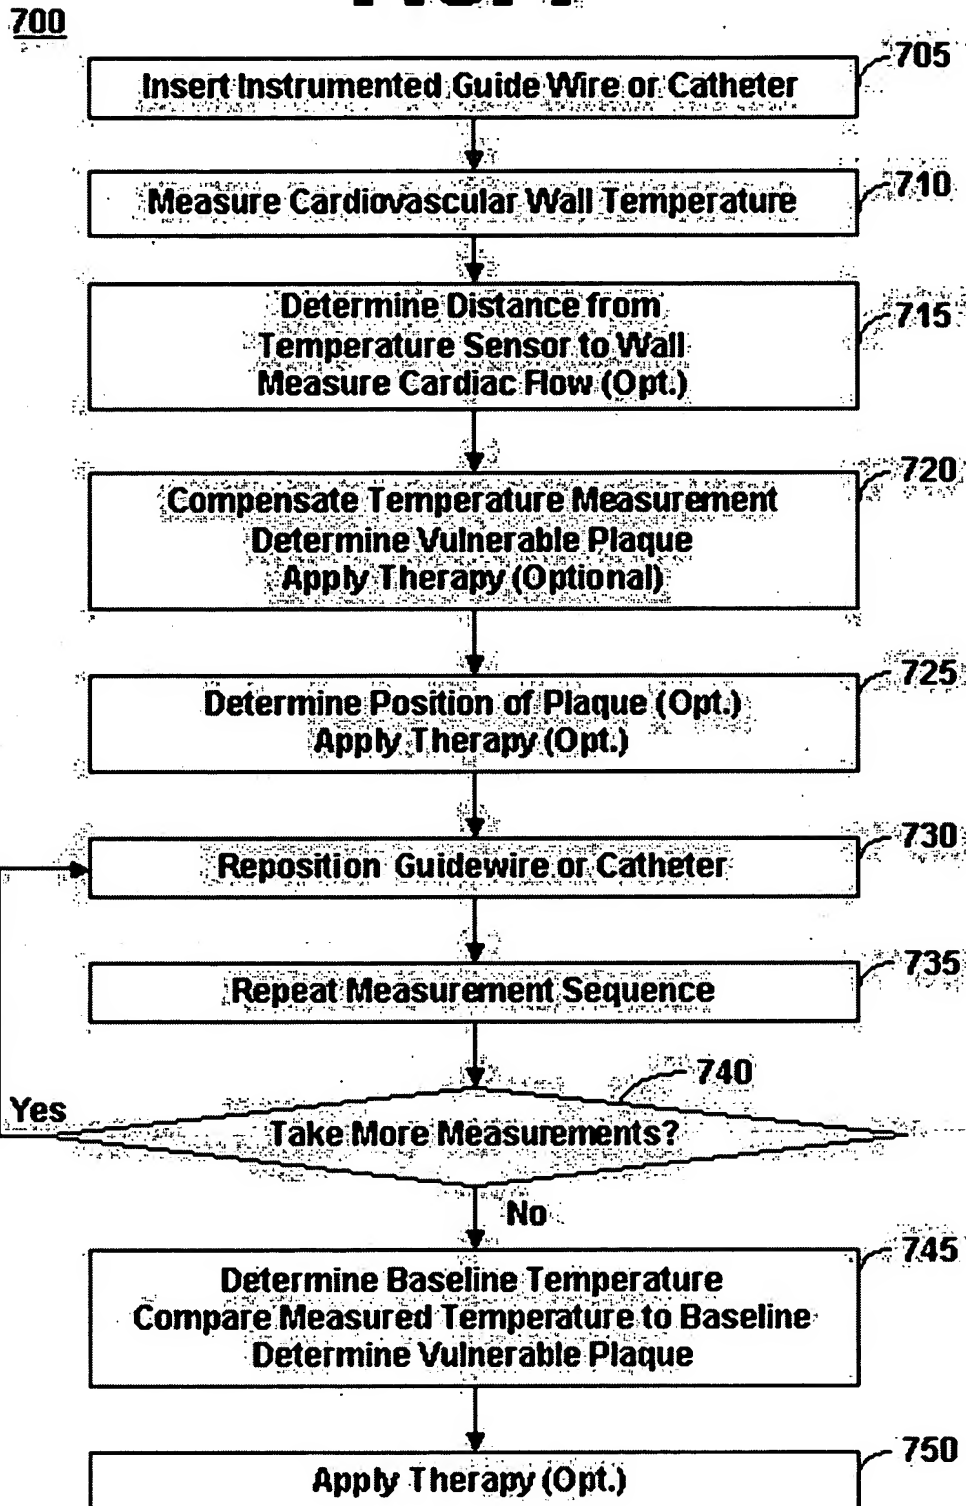 700
705
Insert Instrumented Guide Wire or Catheter
710
Measure Cardiovascular Wall Temperature
715
Determine Distance from
Temperature Sensor to Wall
Measure Cardiac Flow (Opt.)
720
Compensate Temperature Measurement
Determine Vulnerable Plaque
Apply Therapy (Optional)
725
Determine Position of Plaque (Opt.)
Apply Therapy (Opt.)
730
Reposition Guidewire or Catheter
735
Repeat Measurement Sequence
740
Yes
Take More Measurements?
No
745
Determine Baseline Temperature
Compare Measured Temperature to Baseline
Determine Vulnerable Plaque
750
Apply Therapy (Opt.)